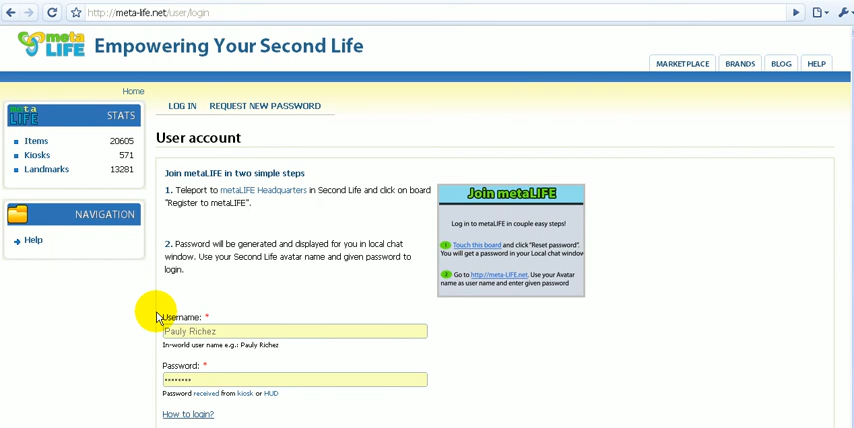 http://meta-life.net/user/login
meta LIFE
Empowering Your Second Life
MARKETPLACE
BRANDS
BLOG
HELP
Home
meta LIFE
STATS
Items 20605
Kiosks 571
Landmarks 13281
NAVIGATION
Help
LOG IN REQUEST NEW PASSWORD
User account
Join metaLIFE in two simple steps
1. Teleport to metaLIFE Headquarters in Second Life and click on board
"Register to metaLIFE".
2. Password will be generated and displayed for you in local chat
window. Use your Second Life avatar name and given password to
login.
Join metaLIFE
Log in to metaLIFE in couple easy steps!
1 Touch this board and click "Reset password".
You will get a password in your Local chat window
2 Go to http://meta-LIFE.net. Use your Avatar
name as user name and enter given password
Username: *
Pauly Richez
In-world user name e.g.: Pauly Richez
Password: *
••••••••
Password received from kiosk or HUD
How to login?